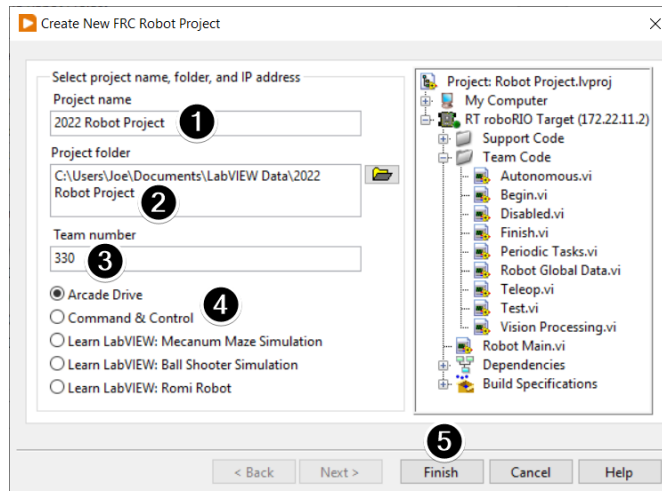 Create New FRC Robot Project
Select project name, folder, and IP address
Project name
2022 Robot Project
1
Project folder
C:\Users\Joe\Documents\LabVIEW Data\2022
Robot Project
2
Team number
330
3
Arcade Drive
4
Command & Control
Learn LabVIEW: Mecanum Maze Simulation
Learn LabVIEW: Ball Shooter Simulation
Learn LabVIEW: Romi Robot
Project: Robot Project.lvproj
My Computer
RT roboRIO Target (172.22.11.2)
Support Code
Team Code
Autonomous.vi
Begin.vi
Disabled.vi
Finish.vi
Periodic Tasks.vi
Robot Global Data.vi
Teleop.vi
Test.vi
Vision Processing.vi
Robot Main.vi
Dependencies
Build Specifications
5
< Back
Next >
Finish
Cancel
Help